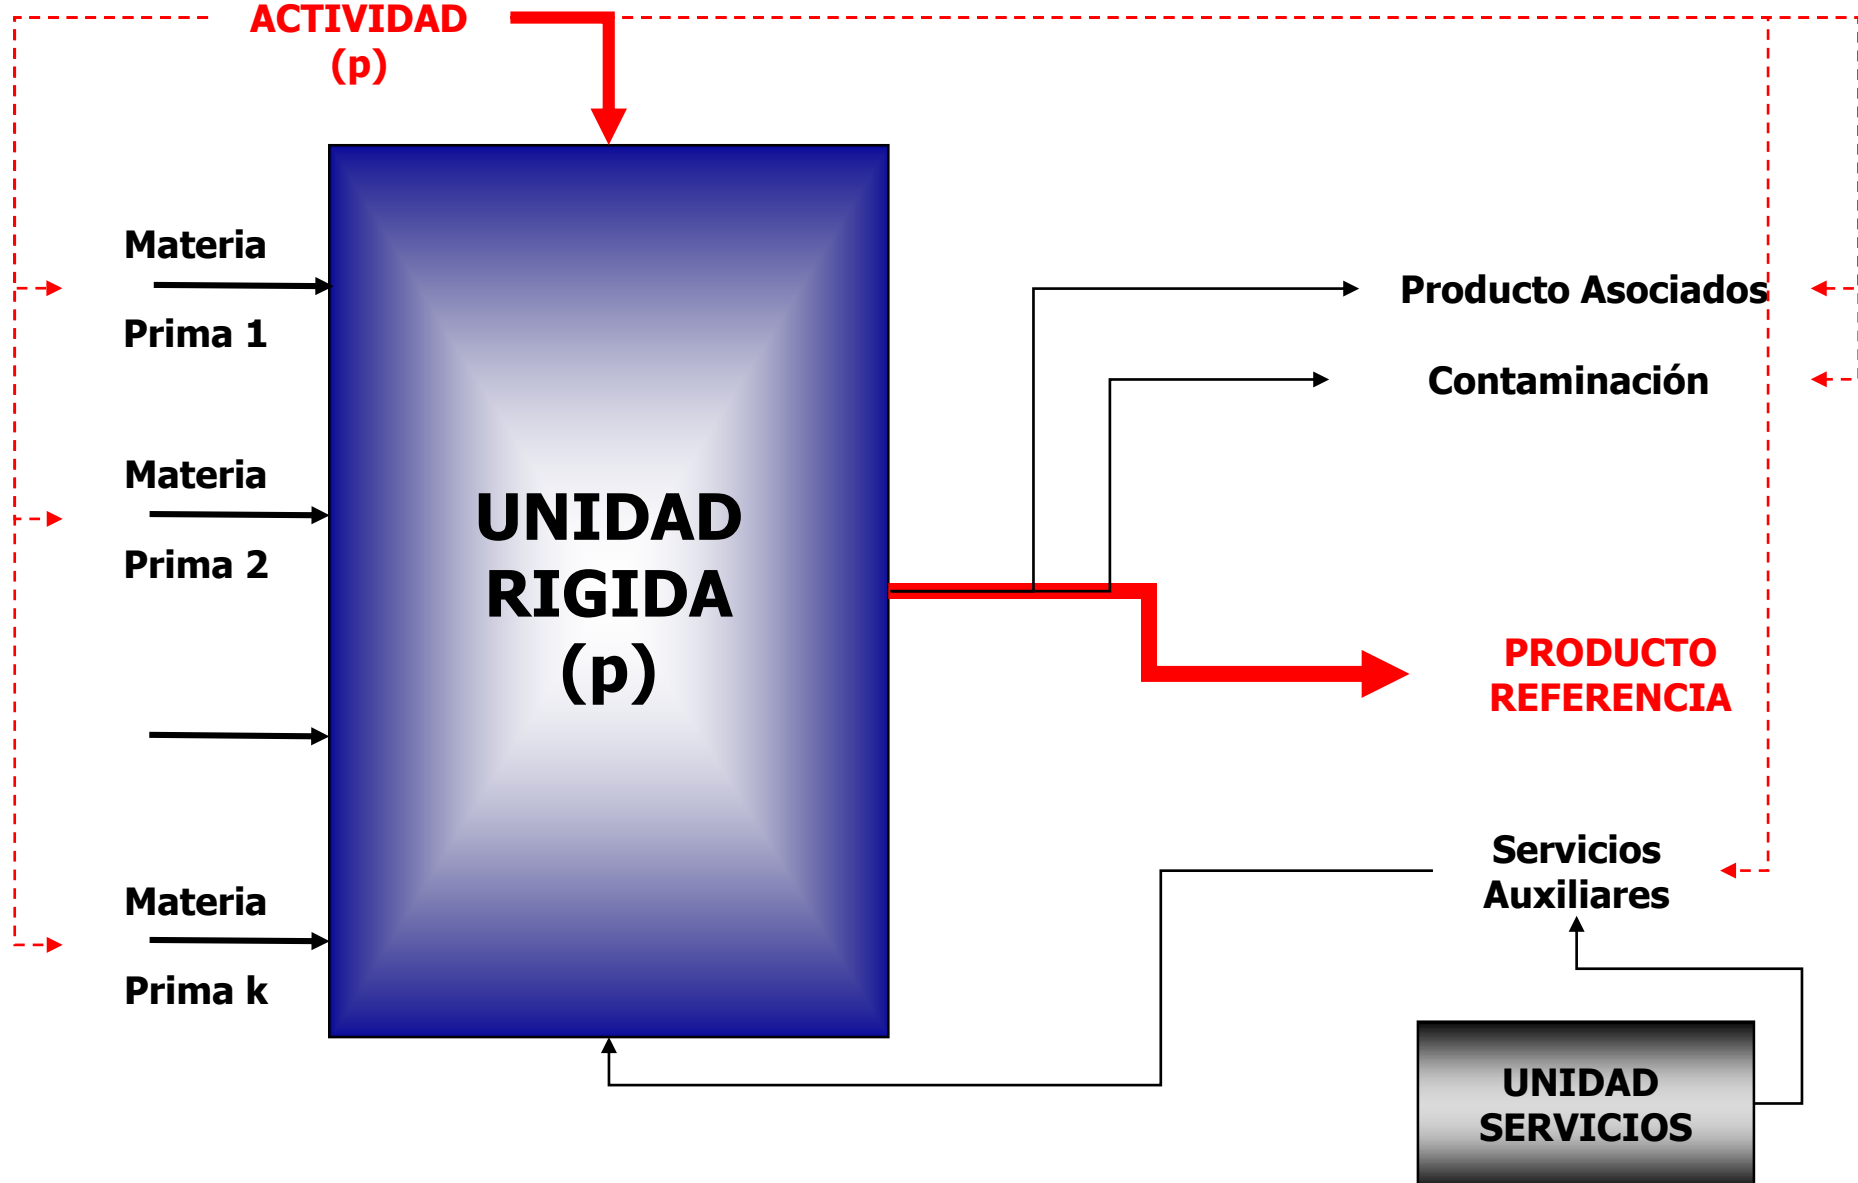 ACTIVIDAD
(p)
Materia
Prima 1
Materia
Prima 2
Materia
Prima k
UNIDAD
RIGIDA
(p)
Producto Asociados
Contaminación
PRODUCTO
REFERENCIA
Servicios
Auxiliares
UNIDAD
SERVICIOS